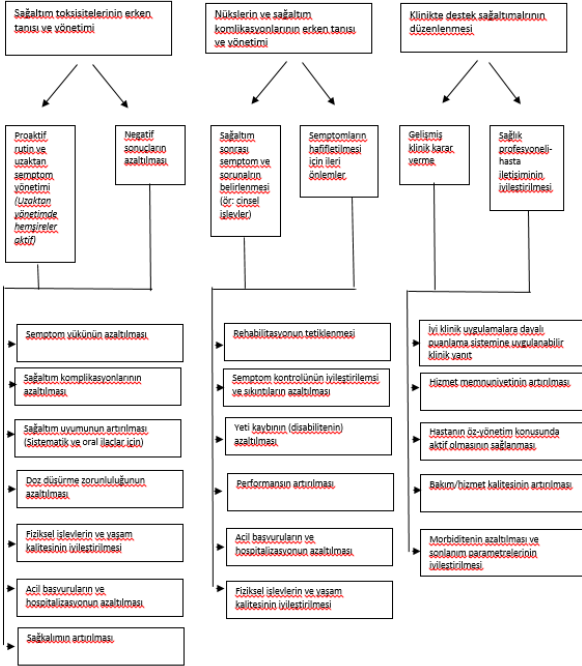 Sağaltım toksisitelerinin erken
tanısı ve yönetimi
Nükslerin ve sağaltım
komlikasyonlarının erken tanısı
ve yönetimi
Klinikte destek sağaltımalrının
düzenlenmesi
Proaktif
rutin ve
uzaktan
semptom
yönetimi
(Uzaktan
yönetimde
hemşireler
aktif)
Negatif
sonuçların
azaltılması
Sağaltım
sonrası
semptom ve
sorunalrın
belirlenmesi
(ör: cinsel
işlevler)
Semptomların
hafifletilmesi
için ileri
önlemler
Gelişmiş
klinik karar
verme
Sağlık
profesyoneli-
hasta
iletişiminin
iyileştirilmesi
Semptom yükünün azaltılması
Sağaltım komplikasyonlarının
azaltılması
Sağaltım uyumunun artırılması
(Sistematik ve oral ilaçlar için)
Doz düşürme zorunluluğunun
azaltılması
Fiziksel işlevlerin ve yaşam
kalitesinin iyileştirilmesi
Acil başvuruların ve
hospitalizasyonun azaltılması
Sağkalımın artırılması
Rehabilitasyonun tetiklenmesi
Semptom kontrolünün iyileştirilemsi
ve sıkıntıların azaltılması
Yeti kaybının (disabilitenin)
azaltılması
Performansın artırılması
Acil başvuruların ve
hospitalizasyonun azaltılması
Fiziksel işlevlerin ve yaşam
kalitesinin iyileştirilmesi
İyi klinik uygulamalara dayalı
puanlama sistemine uygulanabilir
klinik yanıt
Hizmet memnuniyetinin artırılması
Hastanın öz-yönetim konusunda
aktif olmasının sağlanması
Bakım/hizmet kalitesinin artırılması
Morbiditenin azaltılması ve
sonlanım parametrelerinin
iyileştirilmesi